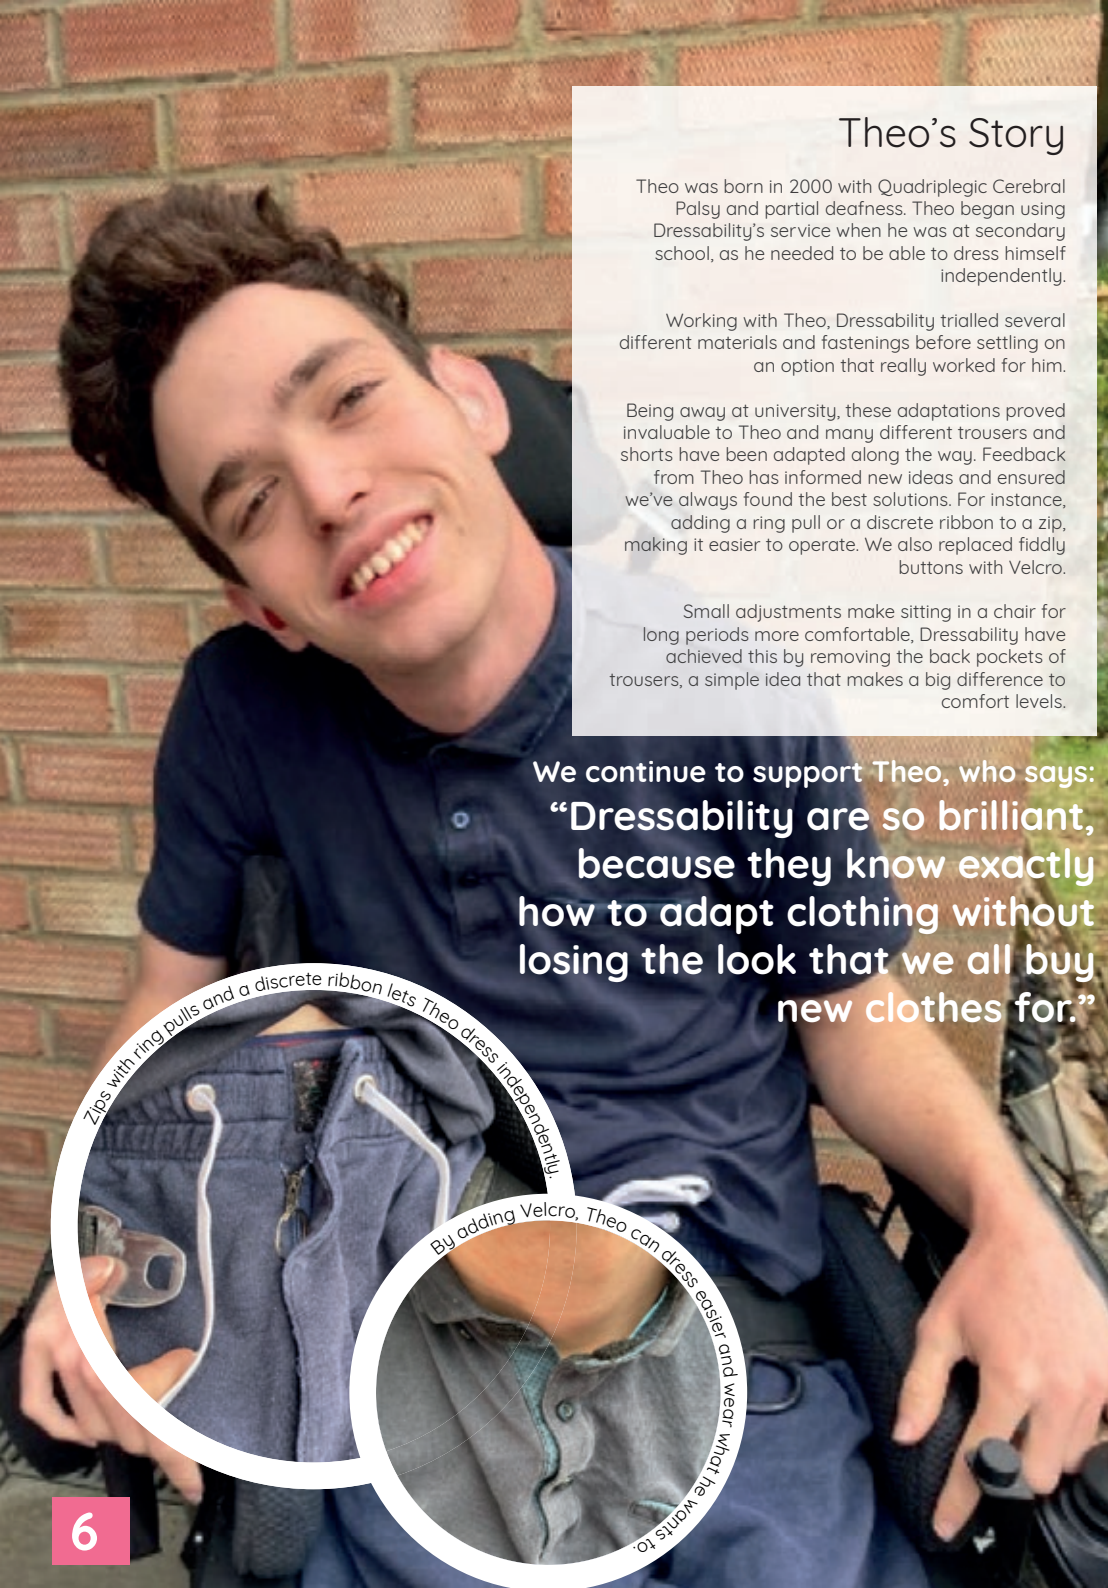 Theo's Story
Theo was born in 2000 with Quadriplegic Cerebral
Palsy and partial deafness. Theo began using
Dressability's service when he was at secondary
school, as he needed to be able to dress himself
independently.
Working with Theo, Dressability trialled several
different materials and fastenings before settling on
an option that really worked for him.
Being away at university, these adaptations proved
invaluable to Theo and many different trousers and
shorts have been adapted along the way. Feedback
from Theo has informed new ideas and ensured
we've always found the best solutions. For instance,
adding a ring pull or a discrete ribbon to a zip,
making it easier to operate. We also replaced fiddly
buttons with Velcro.
Small adjustments make sitting in a chair for
long periods more comfortable, Dressability have
achieved this by removing the back pockets of
trousers, a simple idea that makes a big difference to
comfort levels.
We continue to support Theo, who says:
“Dressability are so brilliant,
because they know exactly
how to adapt clothing without
losing the look that we all buy
new clothes for.”
Zips with ring pulls and a discrete ribbon lets Theo dress independently.
By adding Velcro, Theo can dress easier and wear what he wants to.
6